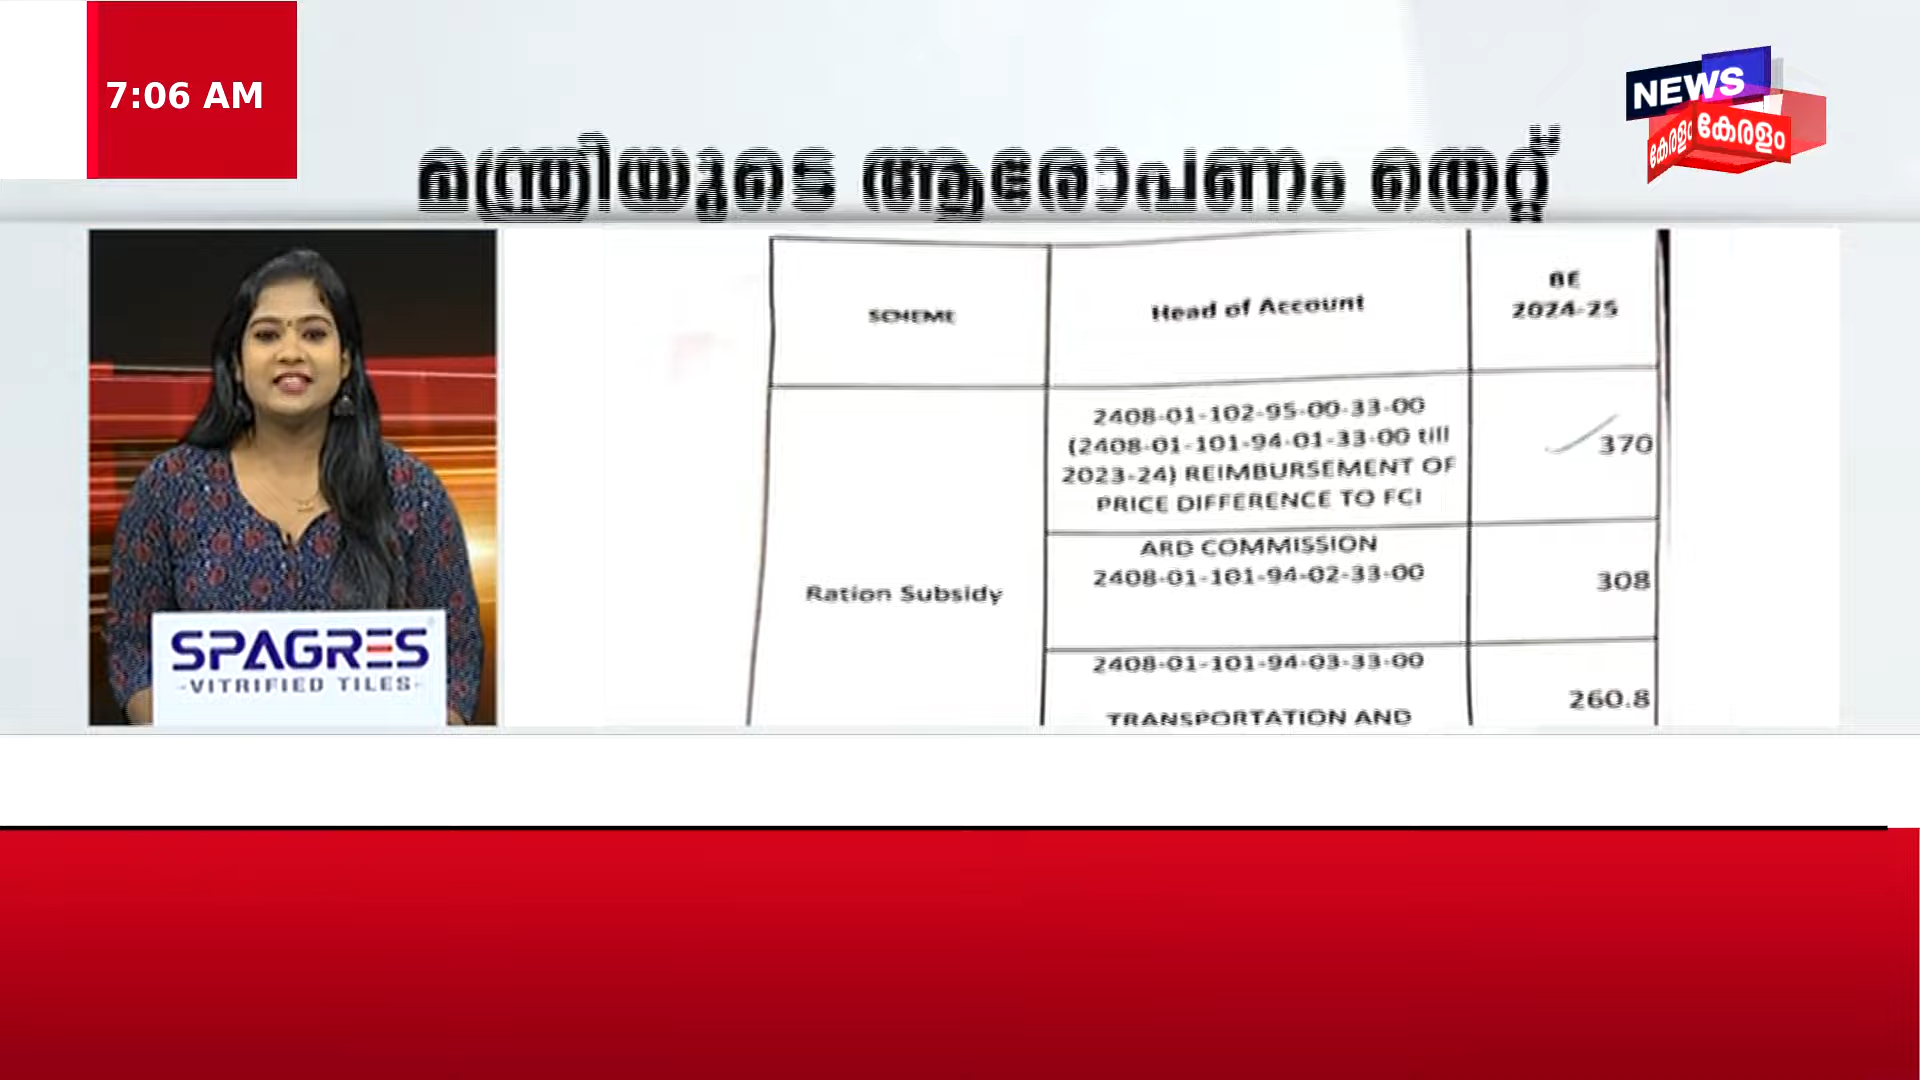 7:06 AM
NEWS
കേരളം കേരളം
മന്ത്രിയുടെ ആരോപണം തെറ്റ്
SCHEME
Head of Account
BE
2024-25
2408-01-102-95-00-33-00
(2408-01-101-94-01-33-00 till
2023-24) REIMBURSEMENT OF
PRICE DIFFERENCE TO FCI
370
ARD COMMISSION
2408-01-101-94-02-33-00
308
Ration Subsidy
2408-01-101-94-03-33-00
TRANSPORTATION AND
260.8
SPAGRES
-VITRIFIED TILES-